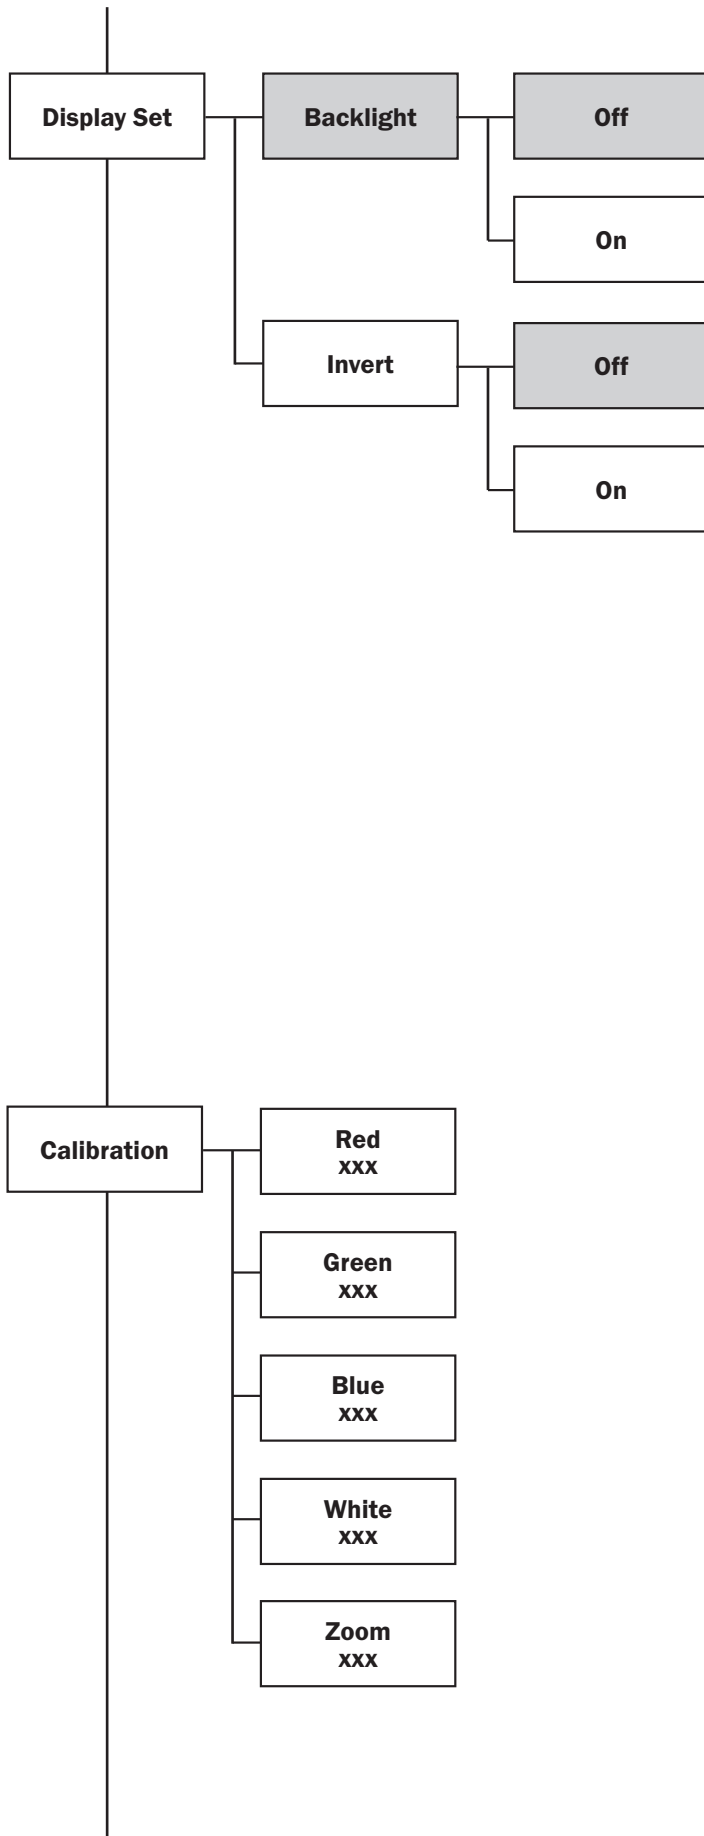 Display Set
Backlight
Off
On
Invert
Off
On
Calibration
Red
xxx
Green
xxx
Blue
xxx
White
xxx
Zoom
xxx